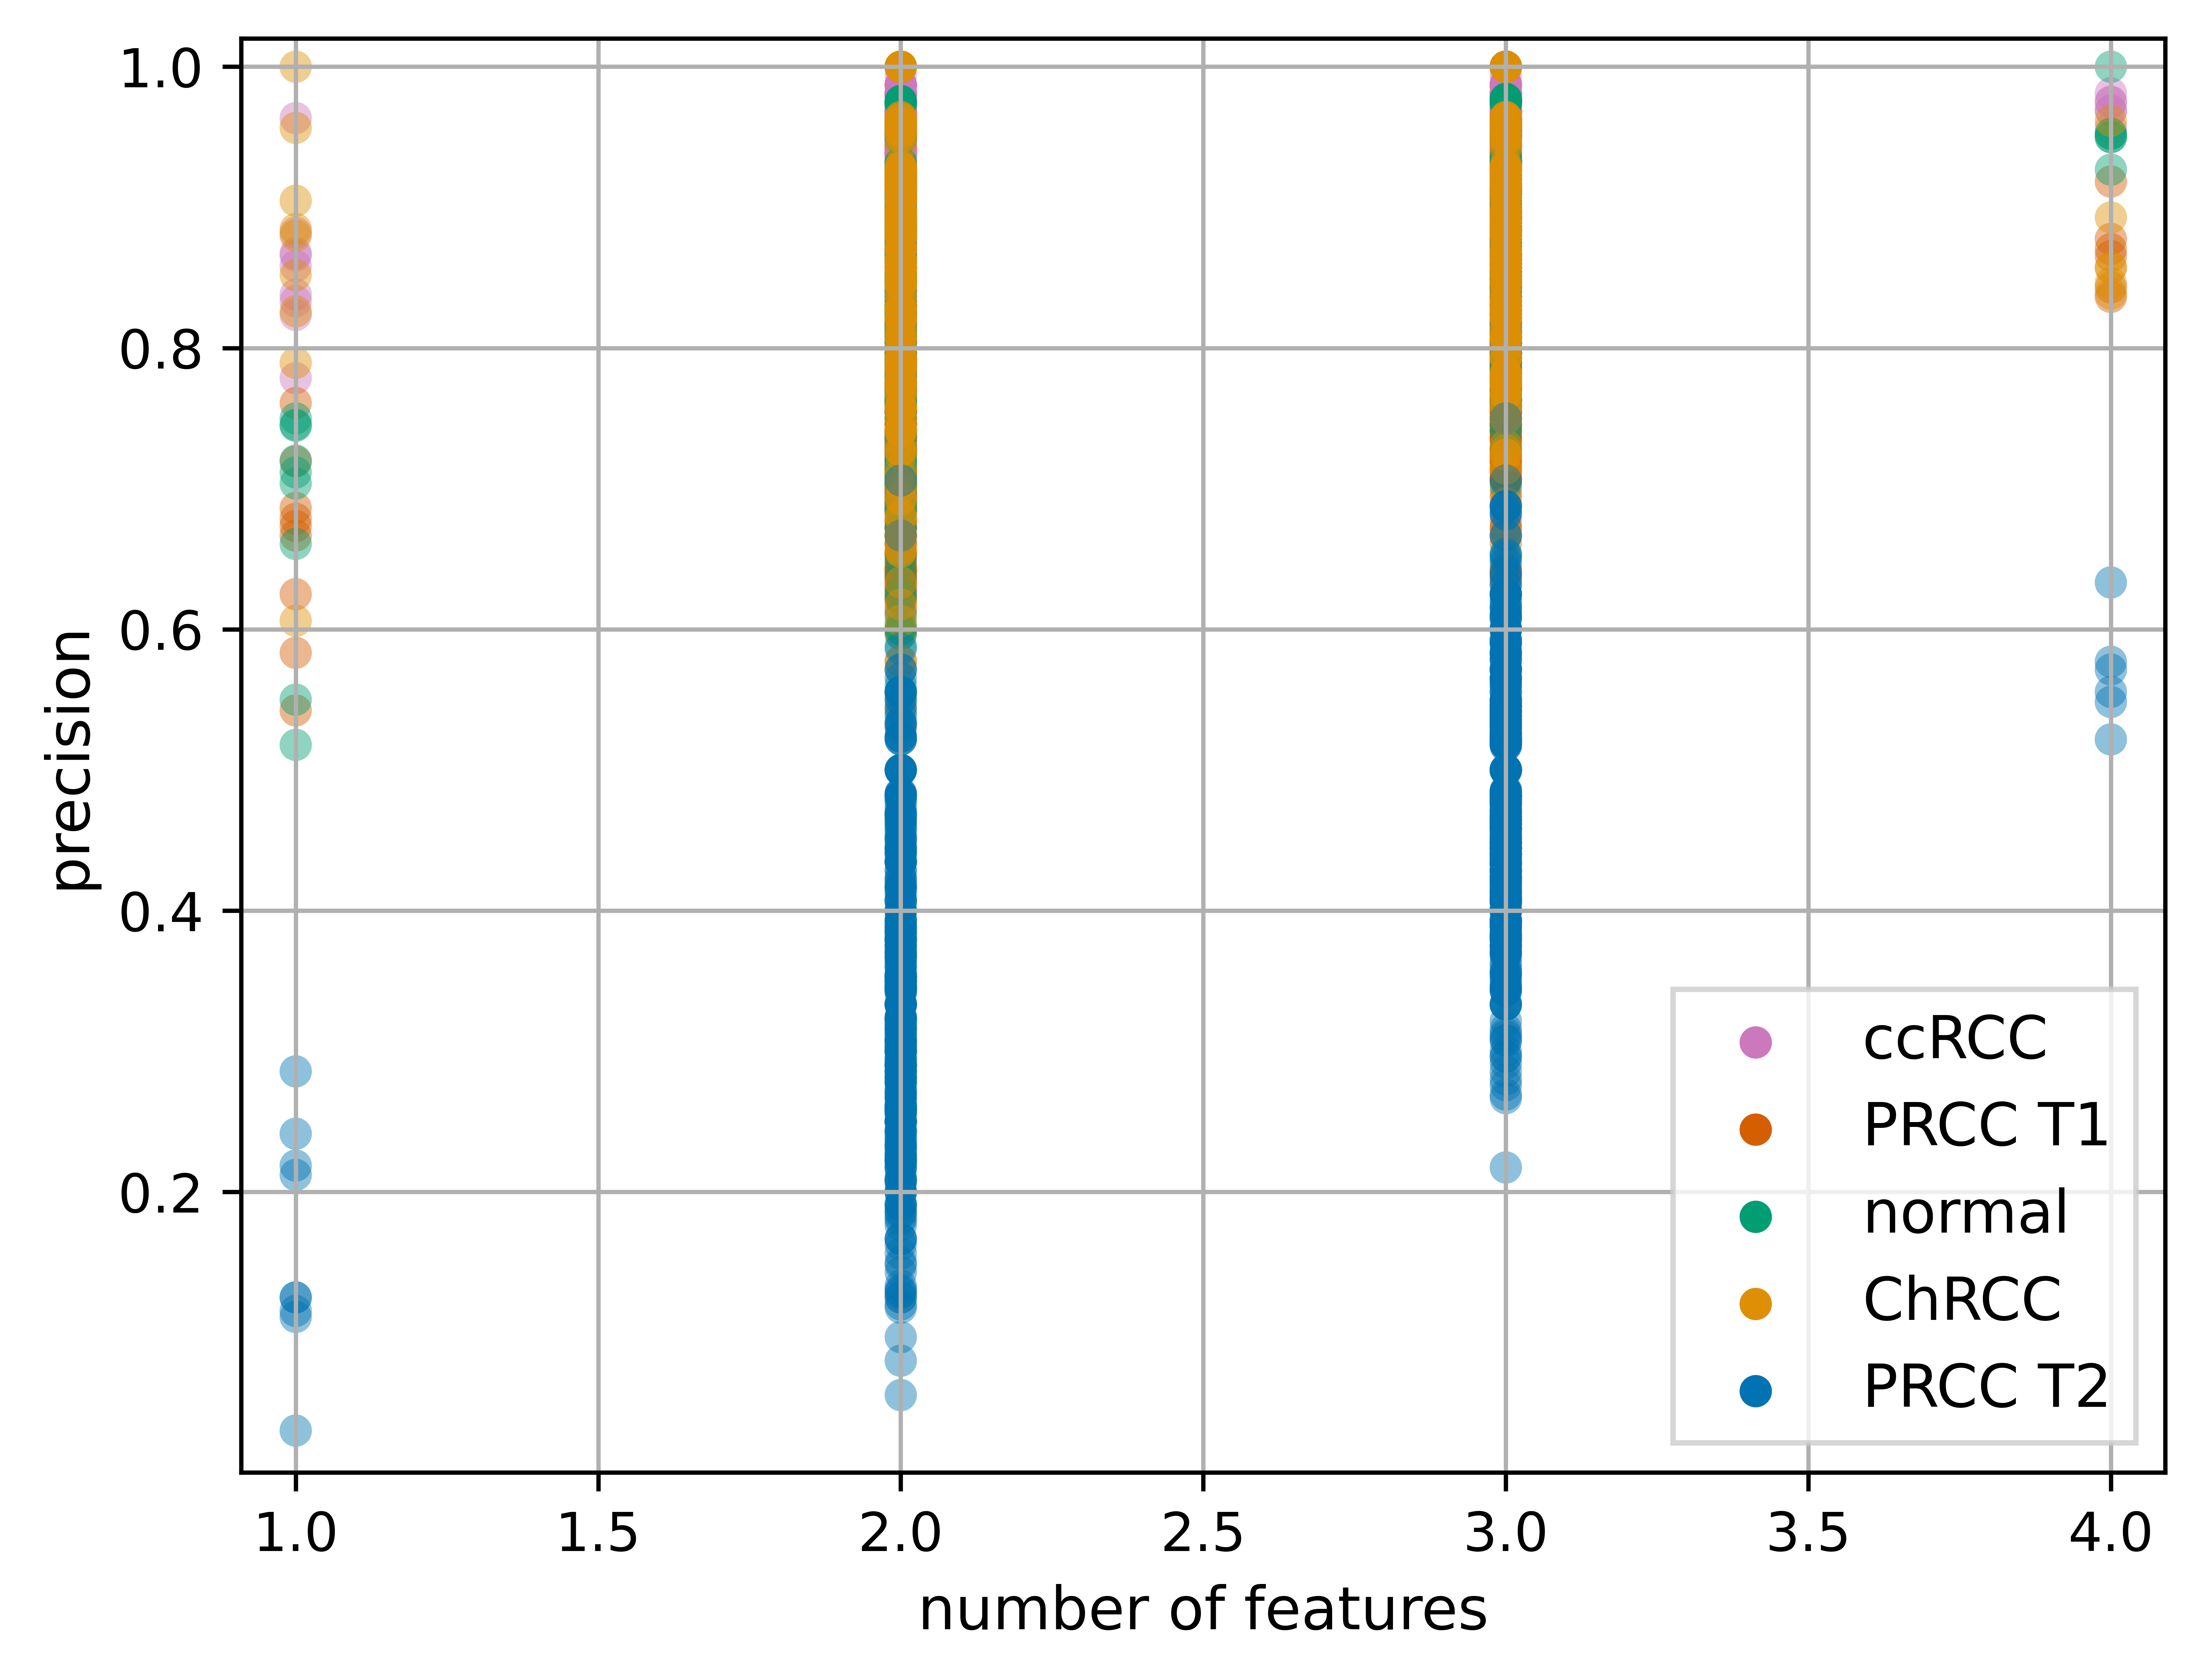 1.0
0.8
0.6
0.4
0.2
precision
ccRCC
PRCC T1
normal
ChRCC
PRCC T2
1.0 1.5 2.0 2.5 3.0 3.5 4.0
number of features